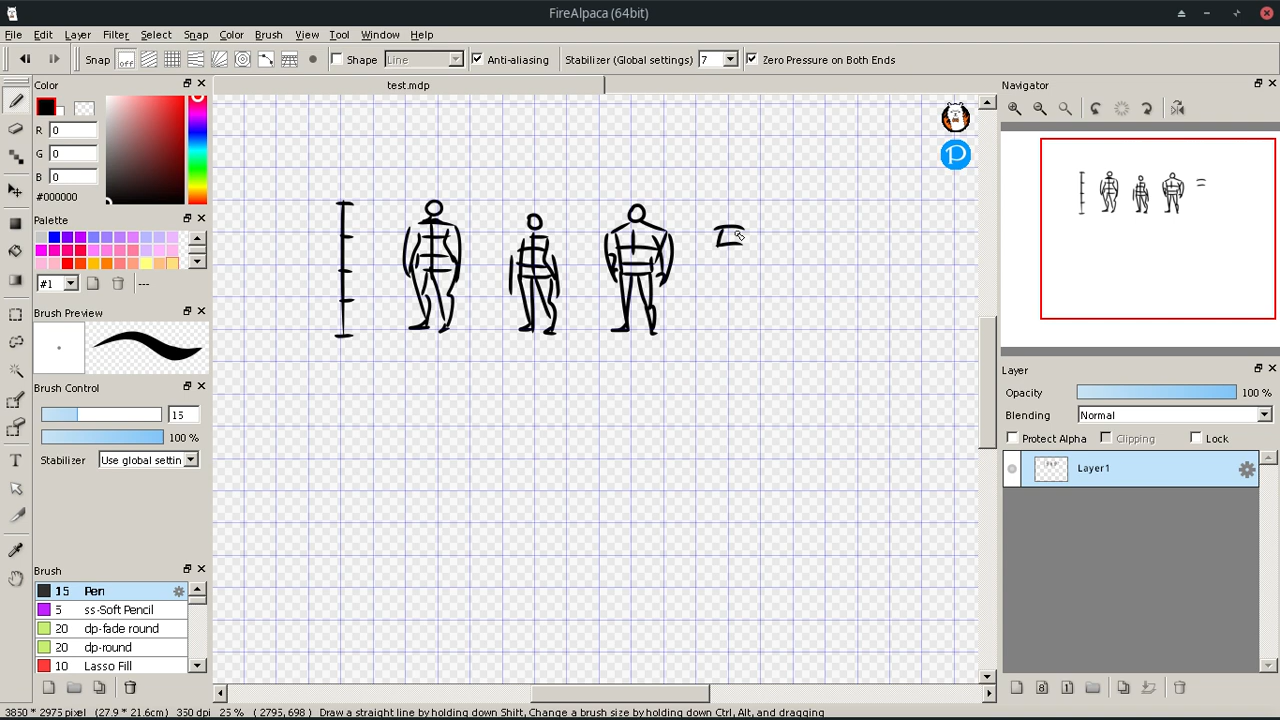 FireAlpaca (64bit)
File Edit Layer Filter Select Snap Color Brush View Tool Window Help
Snap off Shape Line Anti-aliasing Stabilizer (Global settings) 7 Zero Pressure on Both Ends
Color
R 0
G 0
B 0
#000000
Palette
#1 ---
Brush Preview
Brush Control
15
100 %
Stabilizer Use global settin
Brush
15 Pen
5 ss-Soft Pencil
20 dp-fade round
20 dp-round
10 Lasso Fill
test.mdp
Navigator
Layer
Opacity 100 %
Blending Normal
Protect Alpha Clipping Lock
Layer1
3850 * 2975 pixel (27.9 * 21.6cm) 350 dpi 25 % ( 2795, 698 ) Draw a straight line by holding down Shift, Change a brush size by holding down Ctrl, Alt, and dragging